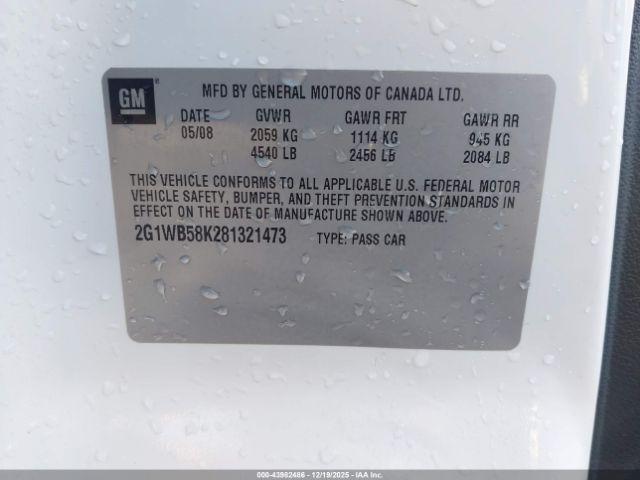 GM
MFD BY GENERAL MOTORS OF CANADA LTD.
DATE GVWR GAWR FRT GAWR RR
05/08 2059 KG 1114 KG 945 KG
4540 LB 2456 LB 2084 LB
THIS VEHICLE CONFORMS TO ALL APPLICABLE U.S. FEDERAL MOTOR
VEHICLE SAFETY, BUMPER, AND THEFT PREVENTION STANDARDS IN
EFFECT ON THE DATE OF MANUFACTURE SHOWN ABOVE.
2G1WB58K281321473 TYPE: PASS CAR
000-43982486 - 12/19/2025 - IAA Inc.